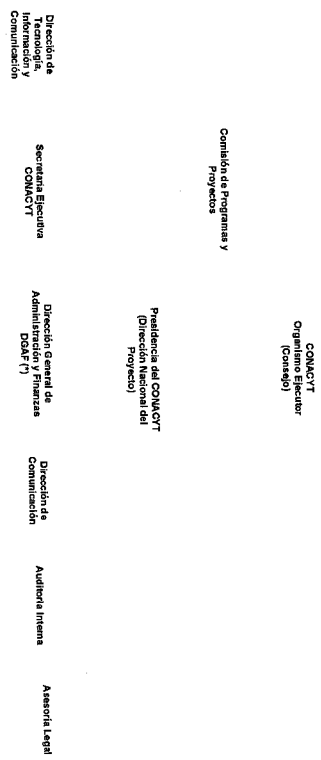 CONACYT
Organismo Ejecutor
(Consejo)
Comisión de Programas y
Proyectos
Presidencia del CONACYT
(Dirección Nacional del
Proyecto)
Dirección de
Tecnología,
Información y
Comunicación
Secretaría Ejecutiva
CONACYT
Dirección General de
Administración y Finanzas
DGAF (*)
Dirección de
Comunicación
Auditoría Interna
Asesoría Legal